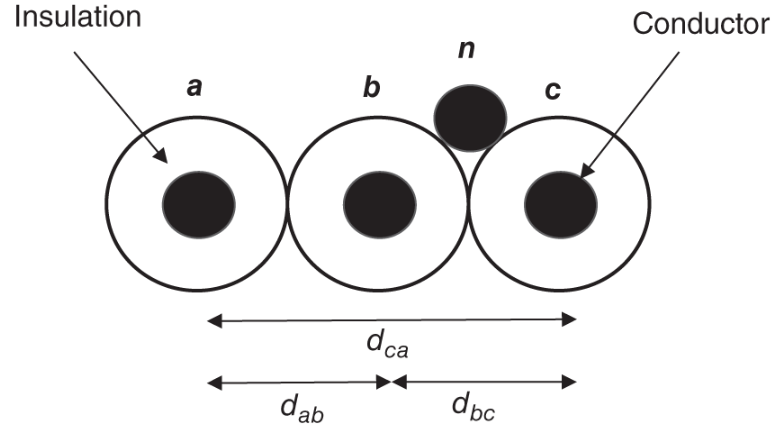 Insulation
Conductor
n
a
b
c
dca
dab
dbc